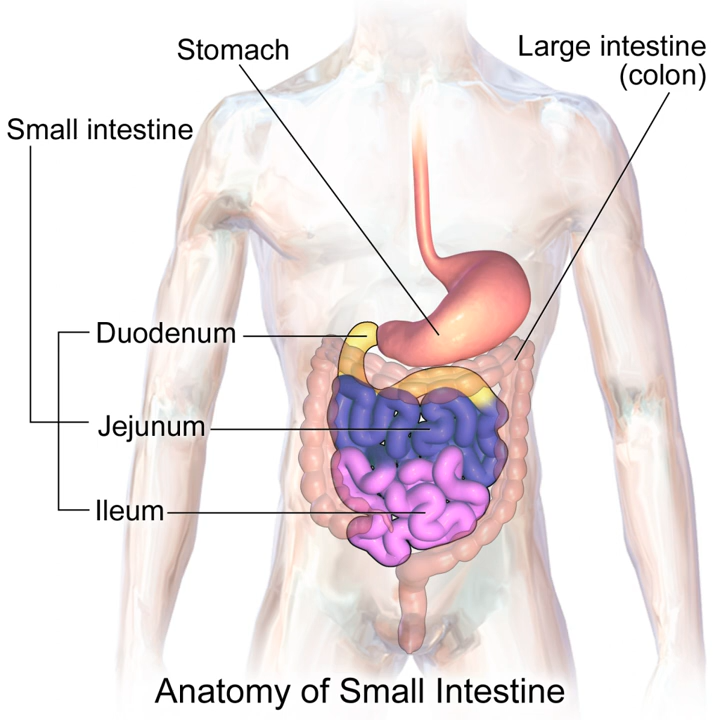 Stomach
Large intestine
(colon)
Small intestine
Duodenum
Jejunum
Ileum
Anatomy of Small Intestine